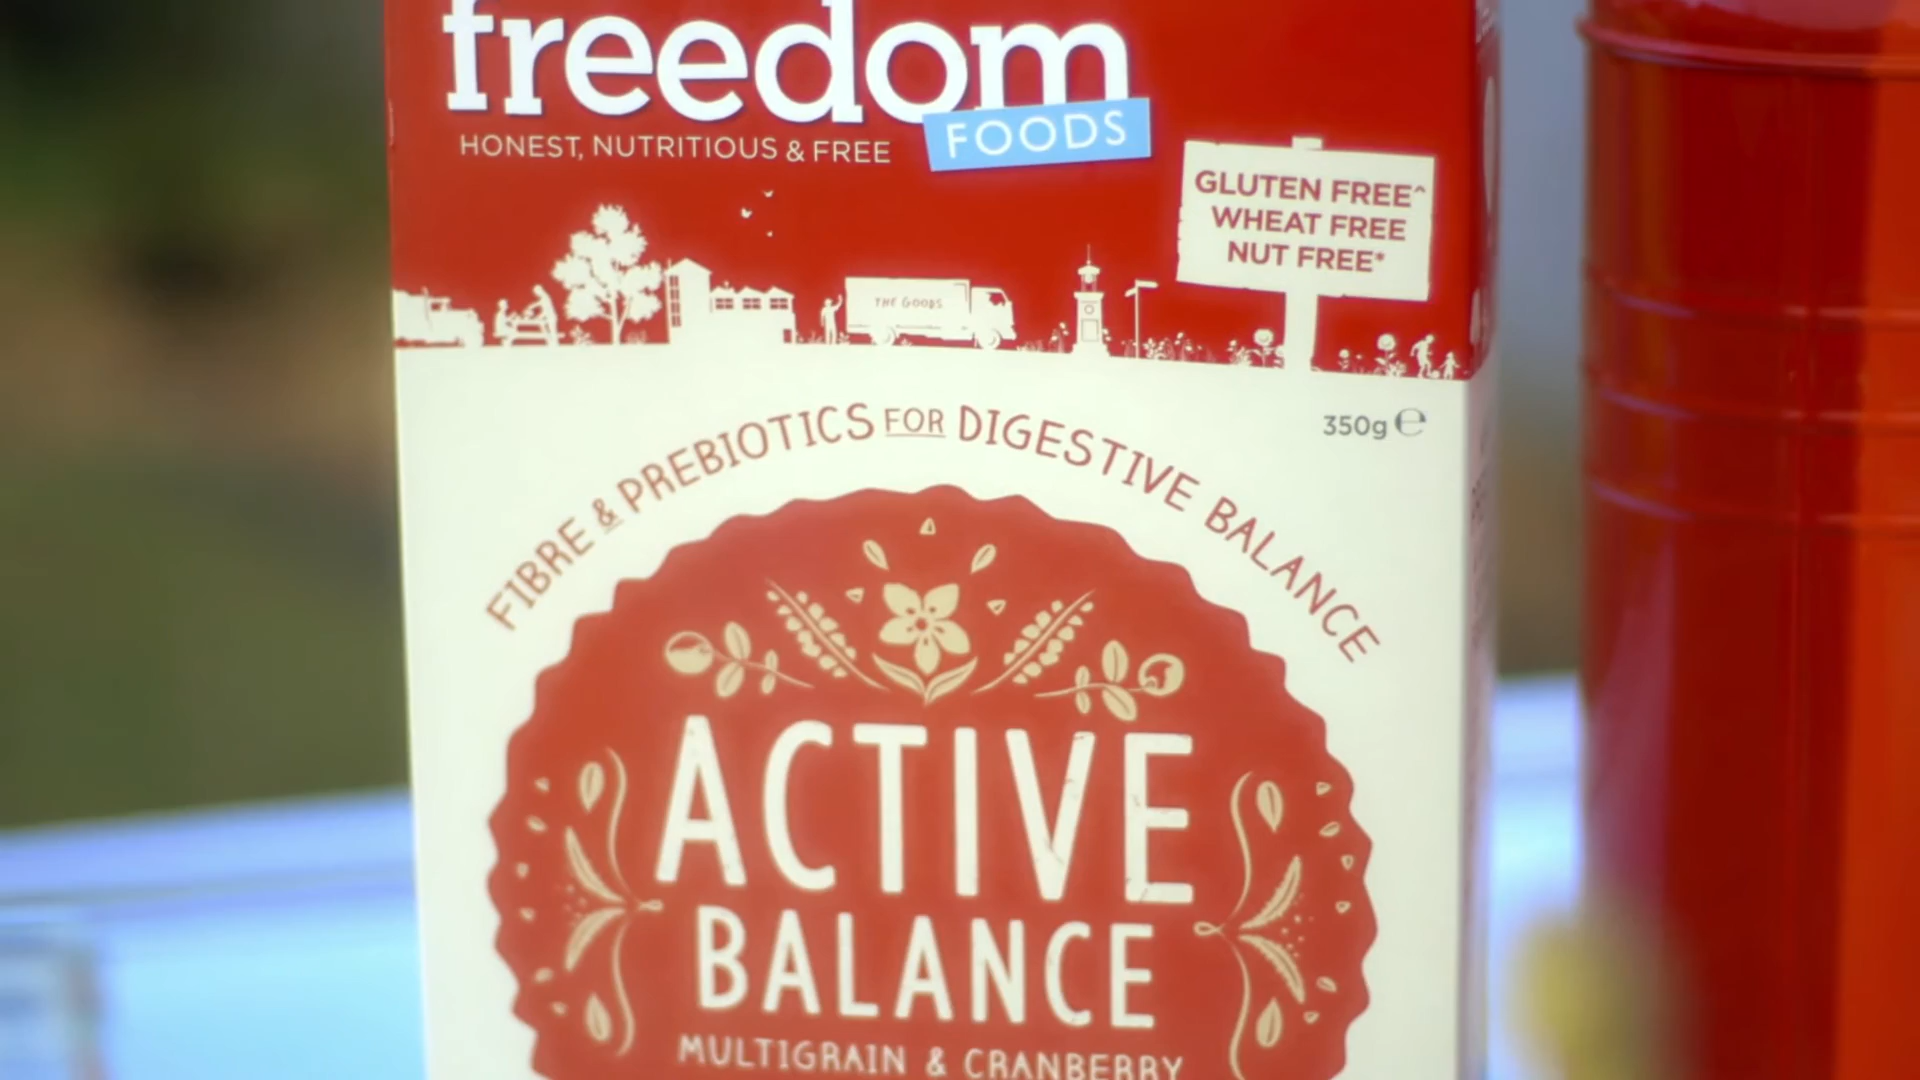 freedom
FOODS
HONEST, NUTRITIOUS & FREE
GLUTEN FREE^
WHEAT FREE
NUT FREE*
THE GOODS
350g ℮
FIBRE & PREBIOTICS FOR DIGESTIVE BALANCE
ACTIVE
BALANCE
MULTIGRAIN & CRANBERRY